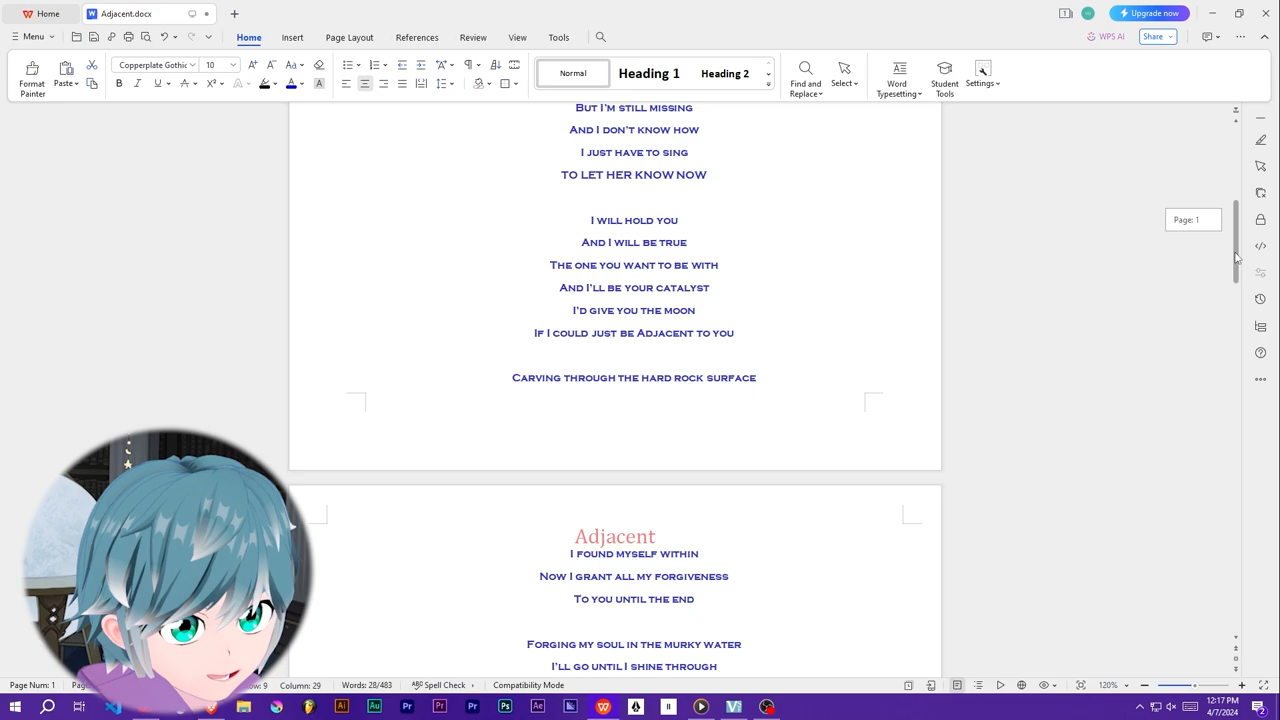 Home
Adjacent.docx
1
Upgrade now
Menu
Home
Insert
Page Layout
References
Review
View
Tools
WPS AI
Share
Copperplate Gothic
10
Normal
Heading 1
Heading 2
Format Painter
Paste
Find and Replace
Select
Word Typesetting
Student Tools
Settings
But I'm still missing
And I don't know how
I just have to sing
TO LET HER KNOW NOW
I will hold you
And I will be true
The one you want to be with
And I'll be your catalyst
I'd give you the moon
If I could just be Adjacent to you
Carving through the hard rock surface
Page: 1
Adjacent
I found myself within
Now I grant all my forgiveness
To you until the end
Forging my soul in the murky water
I'll go until I shine through
Page Num: 1
Column: 29
Words: 28/483
Spell Check
Compatibility Mode
120%
12:17 PM
4/7/2024